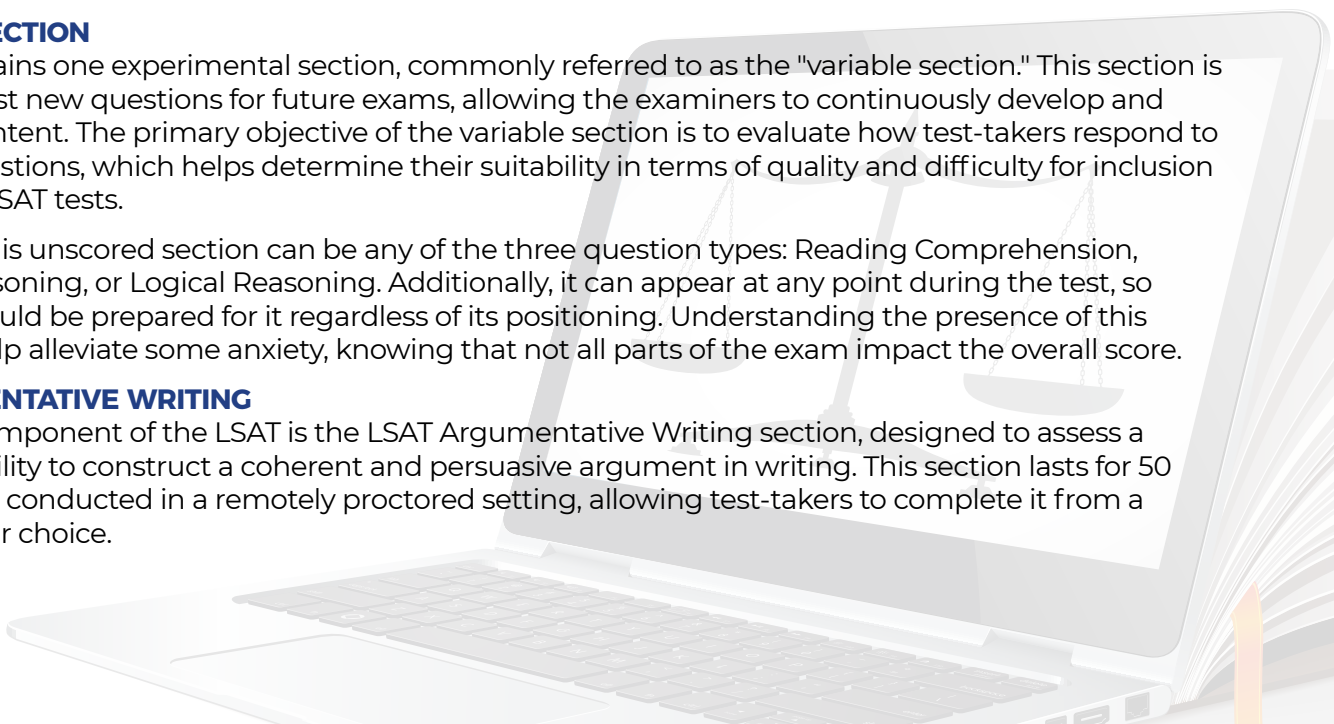 ECTION
ains one experimental section, commonly referred to as the "variable section." This section is
st new questions for future exams, allowing the examiners to continuously develop and
ntent. The primary objective of the variable section is to evaluate how test-takers respond to
estions, which helps determine their suitability in terms of quality and difficulty for inclusion
SAT tests.
is unscored section can be any of the three question types: Reading Comprehension,
soning, or Logical Reasoning. Additionally, it can appear at any point during the test, so
uld be prepared for it regardless of its positioning. Understanding the presence of this
lp alleviate some anxiety, knowing that not all parts of the exam impact the overall score.
ENTATIVE WRITING
mponent of the LSAT is the LSAT Argumentative Writing section, designed to assess a
ility to construct a coherent and persuasive argument in writing. This section lasts for 50
conducted in a remotely proctored setting, allowing test-takers to complete it from a
r choice.